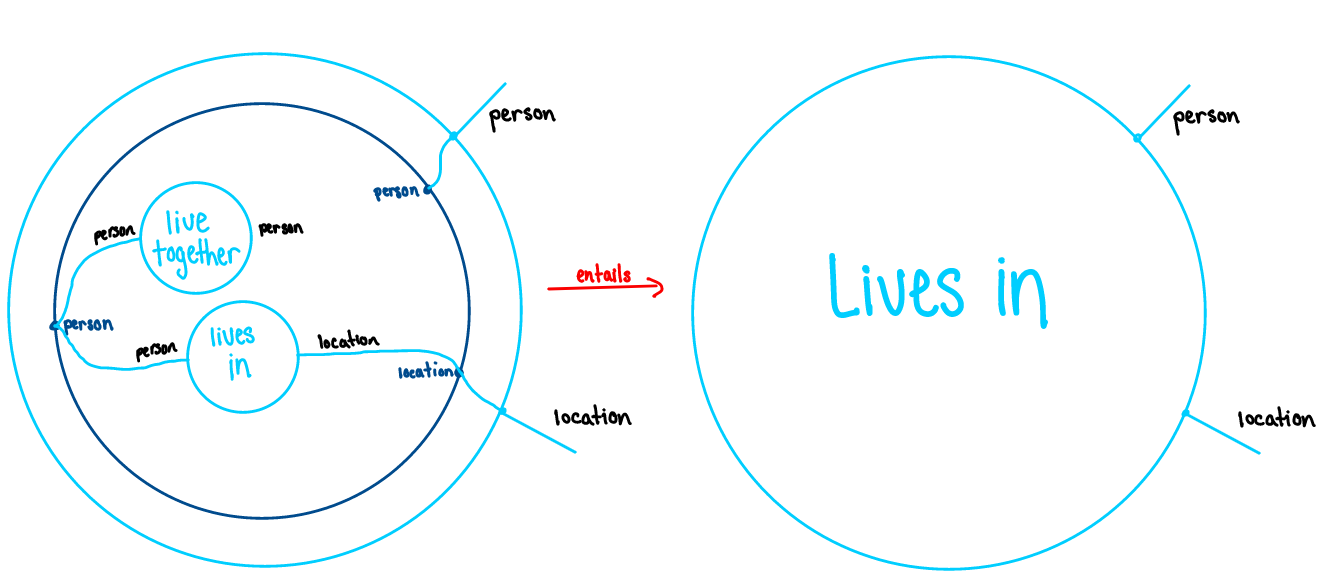 person
person
live
together
person
person
person
person
lives
in
location
location
location
entails
person
Lives in
location